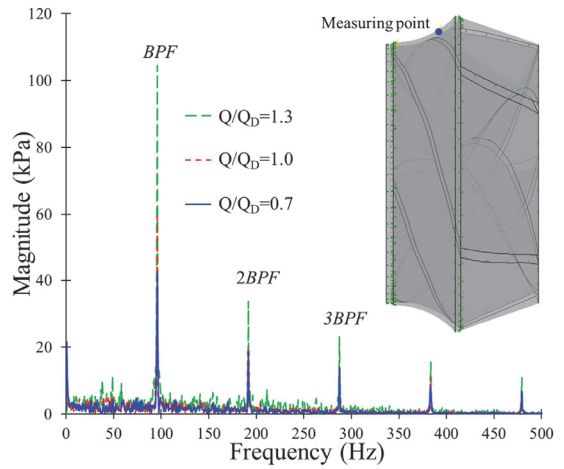 Measuring point
BPF
2BPF
3BPF
Q/Q_D=1.3
Q/Q_D=1.0
Q/Q_D=0.7
Magnitude (kPa)
120
100
80
60
40
20
0
0 50 100 150 200 250 300 350 400 450 500
Frequency (Hz)